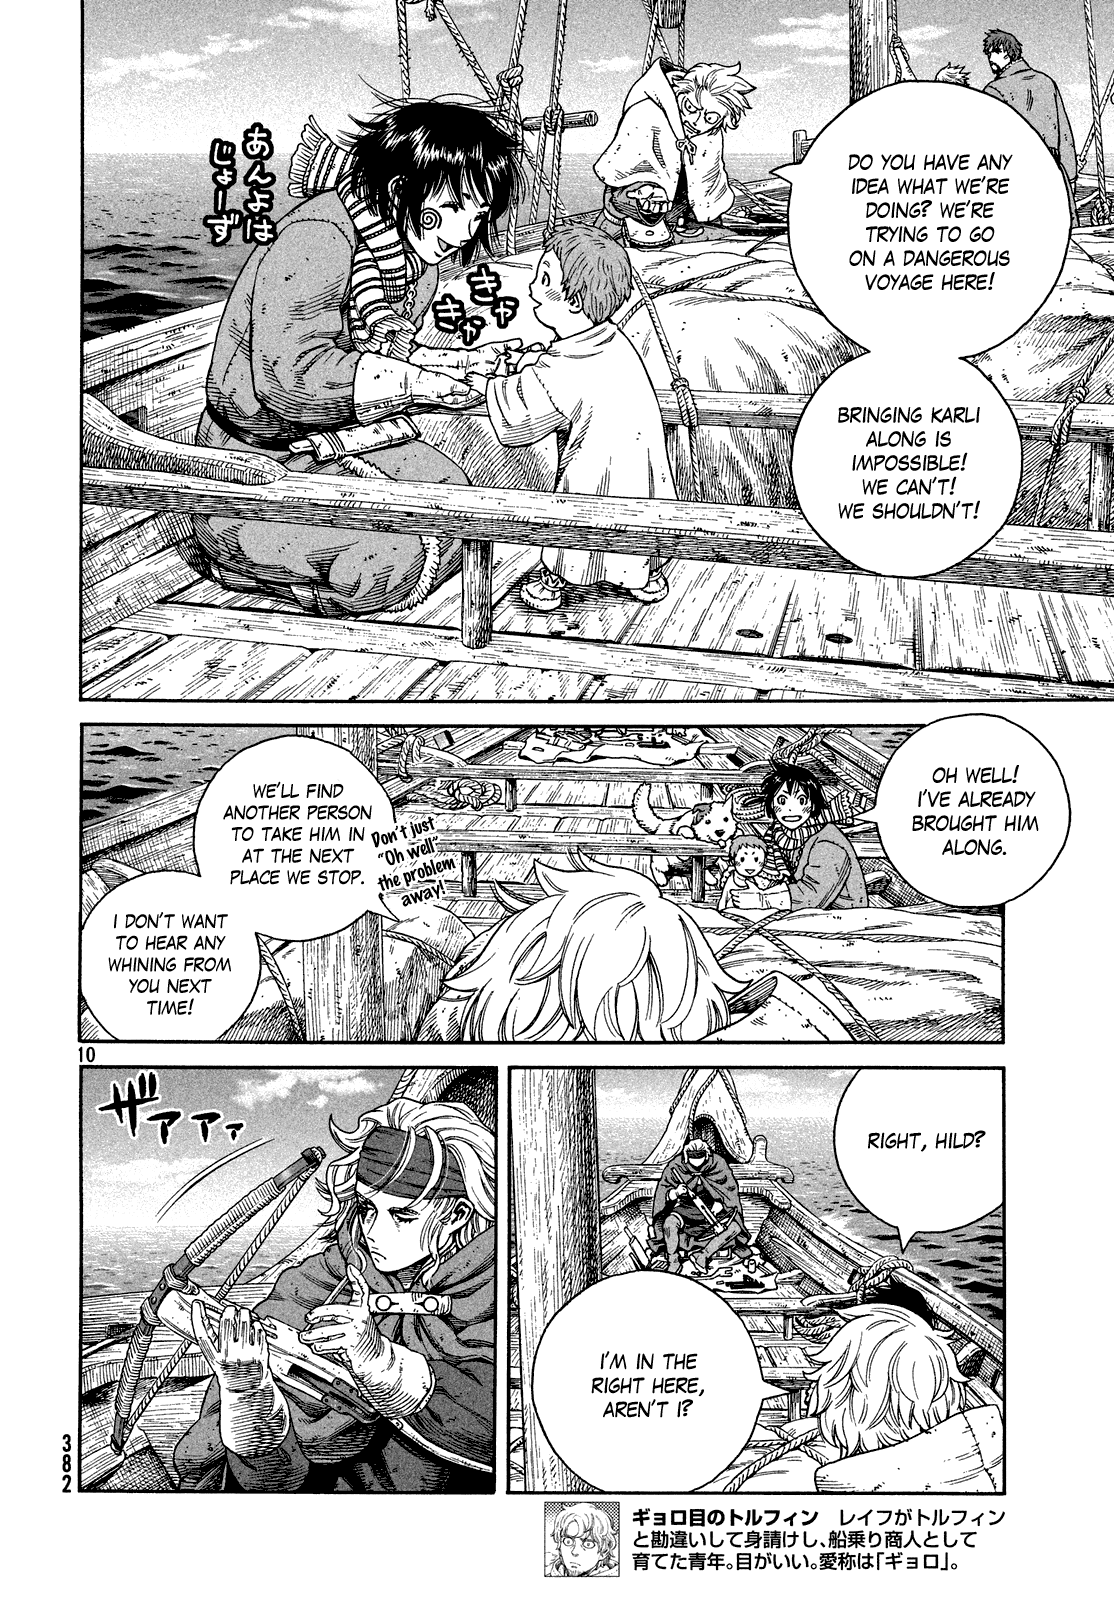 DO YOU HAVE ANY
IDEA WHAT WE'RE
DOING? WE'RE
TRYING TO GO
ON A DANGEROUS
VOYAGE HERE!
BRINGING KARLI
ALONG IS
IMPOSSIBLE!
WE CAN'T!
WE SHOULDN'T!
あんよは
じょーず
きゃ
きゃ
OH WELL!
I'VE ALREADY
BROUGHT HIM
ALONG.
Don't just
"Oh well"
the problem
away!
WE'LL FIND
ANOTHER PERSON
TO TAKE HIM IN
AT THE NEXT
PLACE WE STOP.
I DON'T WANT
TO HEAR ANY
WHINING FROM
YOU NEXT
TIME!
10
RIGHT, HILD?
I'M IN THE
RIGHT HERE,
AREN'T I?
ザァァァ
382
ギョロ目のトルフィン　レイフがトルフィン
と勘違いして身請けし、船乗り商人として
育てた青年。目がいい。愛称は「ギョロ」。